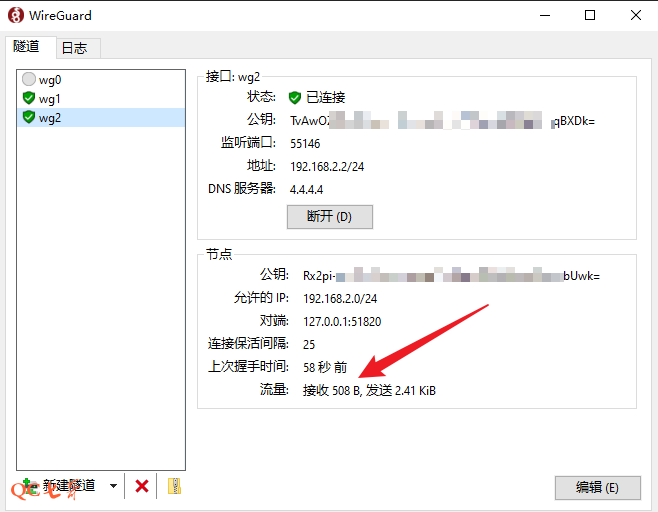 WireGuard
隧道 日志
wg0
wg1
wg2
接口: wg2
状态: 已连接
公钥: TvAwO qBXDk=
监听端口: 55146
地址: 192.168.2.2/24
DNS 服务器: 4.4.4.4
断开 (D)
节点
公钥: Rx2pi- bUwk=
允许的 IP: 192.168.2.0/24
对端: 127.0.0.1:51820
连接保活间隔: 25
上次握手时间: 58 秒 前
流量: 接收 508 B, 发送 2.41 KiB
新建隧道
编辑 (E)